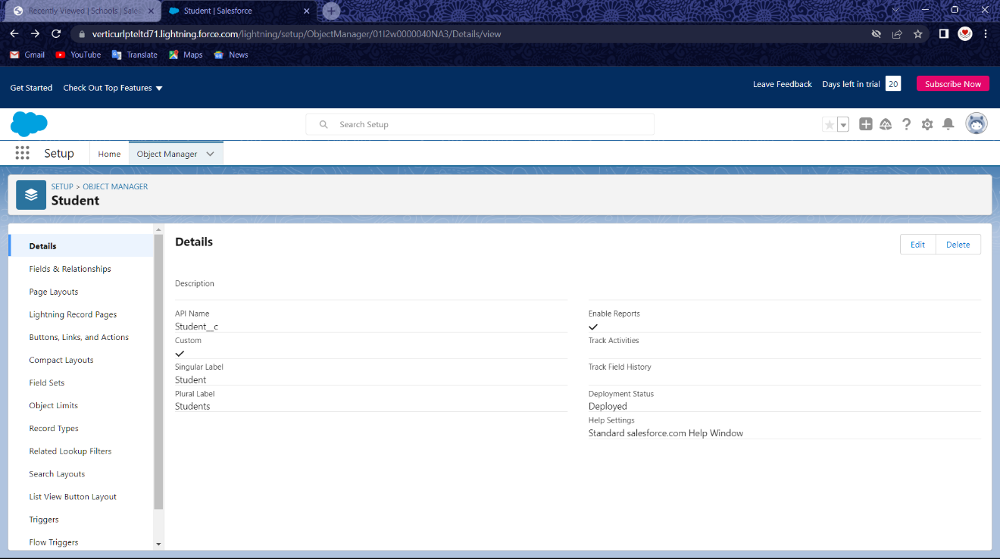 Recently Viewed | Schools | Sales
Student | Salesforce
verticurlpteltd71.lightning.force.com/lightning/setup/ObjectManager/01I2w0000040NA3/Details/view
Gmail YouTube Translate Maps News
Get Started Check Out Top Features Leave Feedback Days left in trial 20 Subscribe Now
Search Setup
Setup Home Object Manager
SETUP > OBJECT MANAGER
Student
Details
Fields & Relationships
Page Layouts
Lightning Record Pages
Buttons, Links, and Actions
Compact Layouts
Field Sets
Object Limits
Record Types
Related Lookup Filters
Search Layouts
List View Button Layout
Triggers
Flow Triggers
Details
Edit Delete
Description
API Name
Student__c
Custom
Singular Label
Student
Plural Label
Students
Enable Reports
Track Activities
Track Field History
Deployment Status
Deployed
Help Settings
Standard salesforce.com Help Window